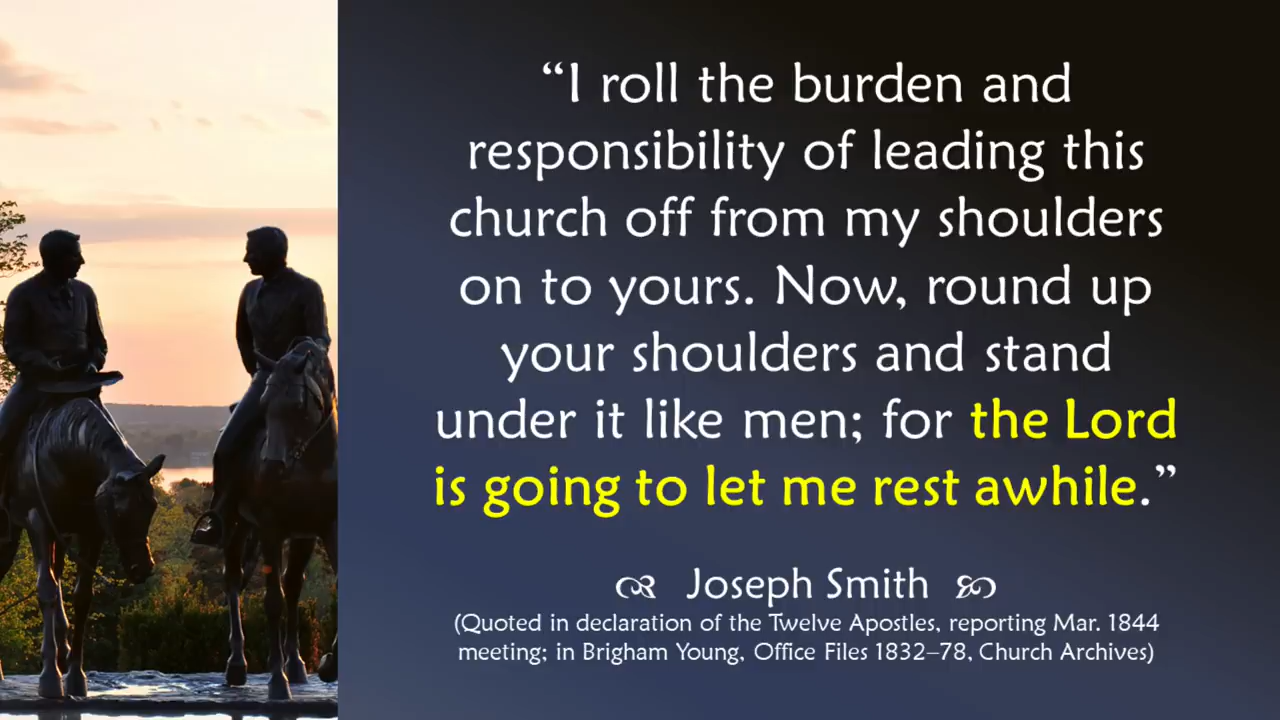 “I roll the burden and
responsibility of leading this
church off from my shoulders
on to yours. Now, round up
your shoulders and stand
under it like men; for the Lord
is going to let me rest awhile.”
Joseph Smith
(Quoted in declaration of the Twelve Apostles, reporting Mar. 1844
meeting; in Brigham Young, Office Files 1832–78, Church Archives)